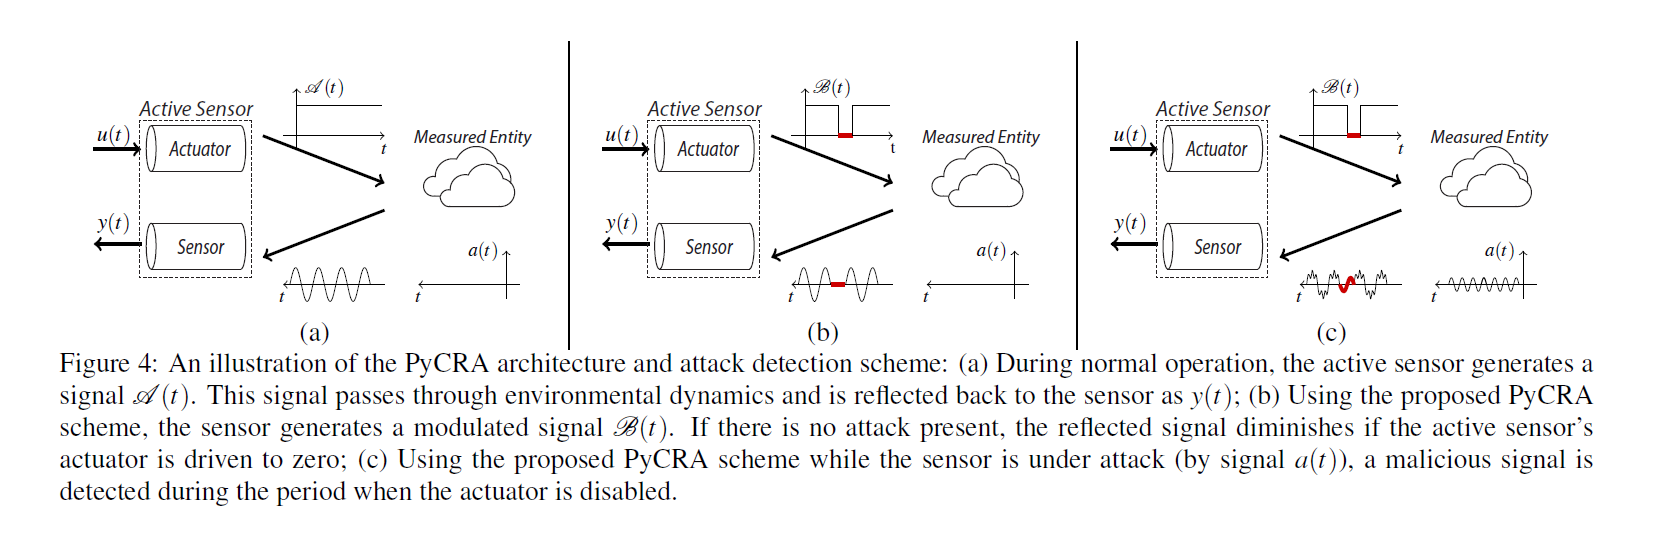 𝒜(t)
Active Sensor
u(t)
Actuator
t
Measured Entity
y(t)
Sensor
a(t)
t
t
(a)
ℬ(t)
Active Sensor
u(t)
Actuator
t
Measured Entity
y(t)
Sensor
a(t)
t
t
(b)
ℬ(t)
Active Sensor
u(t)
Actuator
t
Measured Entity
y(t)
Sensor
a(t)
t
t
(c)
Figure 4: An illustration of the PyCRA architecture and attack detection scheme: (a) During normal operation, the active sensor generates a
signal 𝒜(t). This signal passes through environmental dynamics and is reflected back to the sensor as y(t); (b) Using the proposed PyCRA
scheme, the sensor generates a modulated signal ℬ(t). If there is no attack present, the reflected signal diminishes if the active sensor's
actuator is driven to zero; (c) Using the proposed PyCRA scheme while the sensor is under attack (by signal a(t)), a malicious signal is
detected during the period when the actuator is disabled.